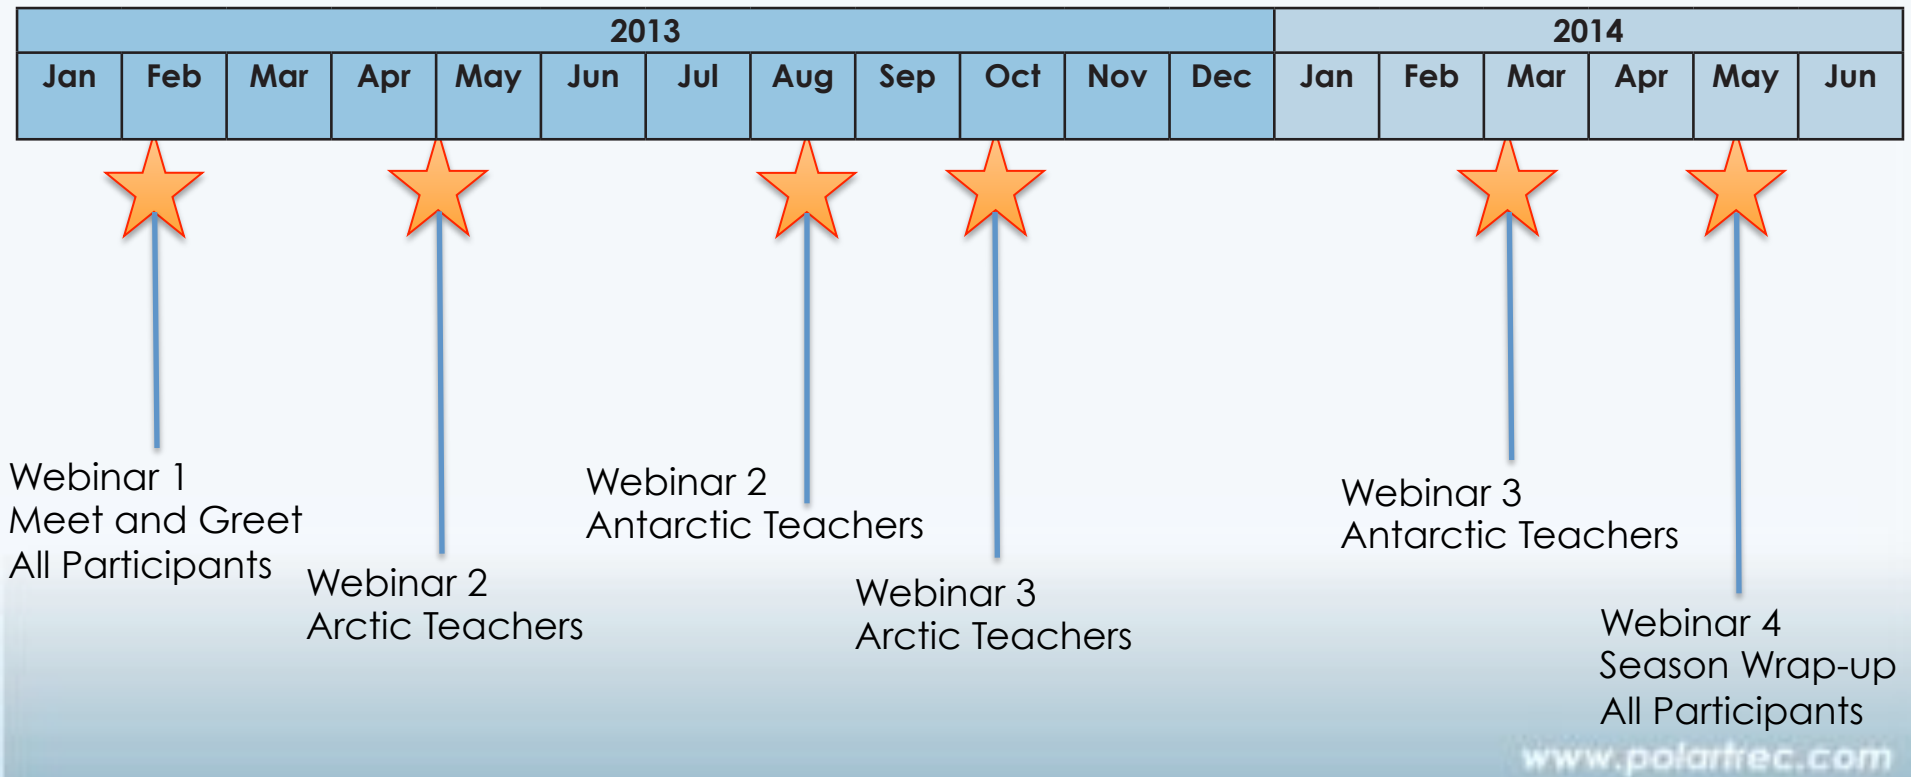 2013 2014
Jan Feb Mar Apr May Jun Jul Aug Sep Oct Nov Dec Jan Feb Mar Apr May Jun
Webinar 1
Meet and Greet
All Participants
Webinar 2
Arctic Teachers
Webinar 2
Antarctic Teachers
Webinar 3
Arctic Teachers
Webinar 3
Antarctic Teachers
Webinar 4
Season Wrap-up
All Participants
www.polartrec.com